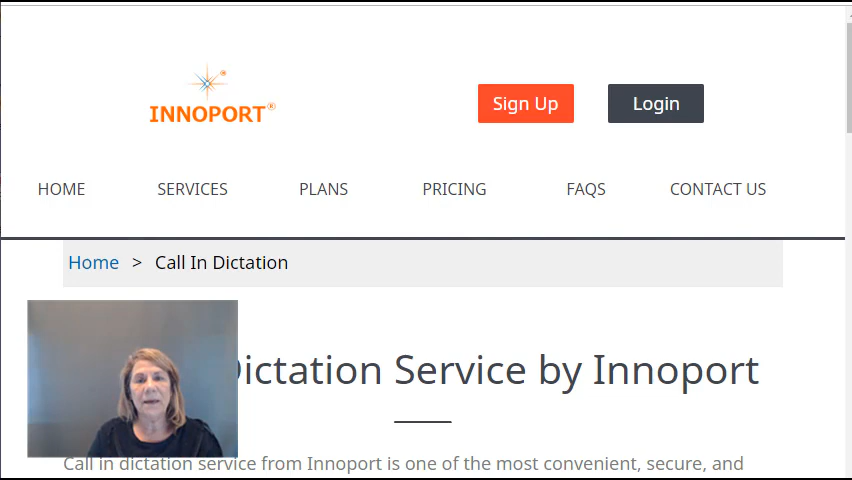 INNOPORT®
Sign Up
Login
HOME SERVICES PLANS PRICING FAQS CONTACT US
Home > Call In Dictation
Dictation Service by Innoport
Call in dictation service from Innoport is one of the most convenient, secure, and